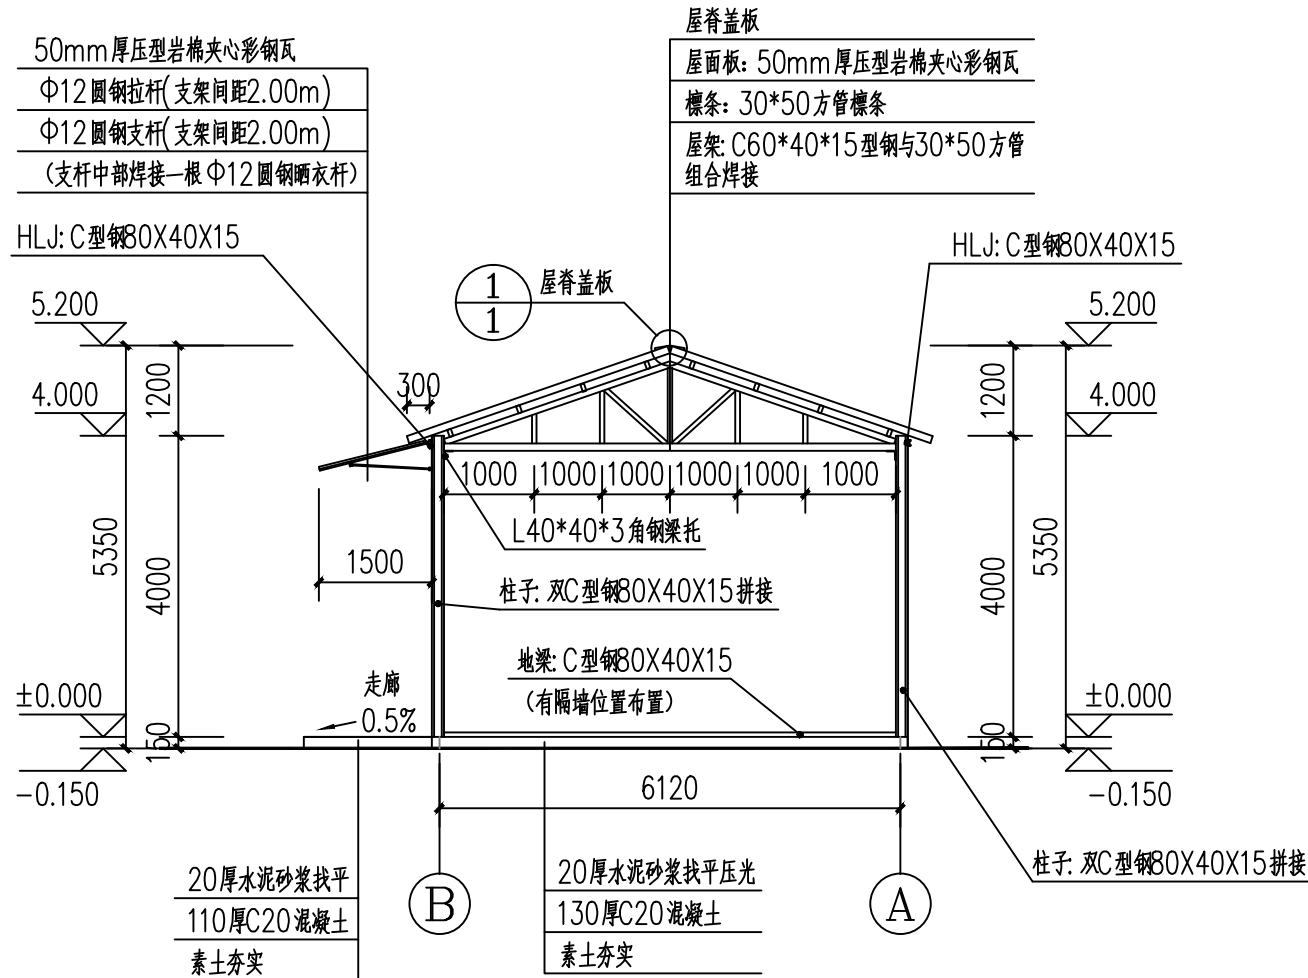 屋脊盖板
50mm厚压型岩棉夹心彩钢瓦
屋面板: 50mm厚压型岩棉夹心彩钢瓦
Φ12圆钢拉杆(支架间距2.00m)
檩条: 30*50方管檩条
Φ12圆钢支杆(支架间距2.00m)
屋架: C60*40*15型钢与30*50方管
组合焊接
(支杆中部焊接一根Φ12圆钢晒衣杆)
HLJ: C型钢80X40X15
HLJ: C型钢80X40X15
1
1
屋脊盖板
5.200
5.200
4.000
4.000
300
1200
1200
1000
1000
1000
1000
1000
1000
L40*40*3角钢梁托
5350
4000
1500
4000
5350
柱子: 双C型钢80X40X15拼接
地梁: C型钢80X40X15
(有隔墙位置布置)
走廊
0.5%
±0.000
±0.000
150
150
-0.150
-0.150
6120
柱子: 双C型钢80X40X15拼接
B
A
20厚水泥砂浆找平
110厚C20混凝土
素土夯实
20厚水泥砂浆找平压光
130厚C20混凝土
素土夯实